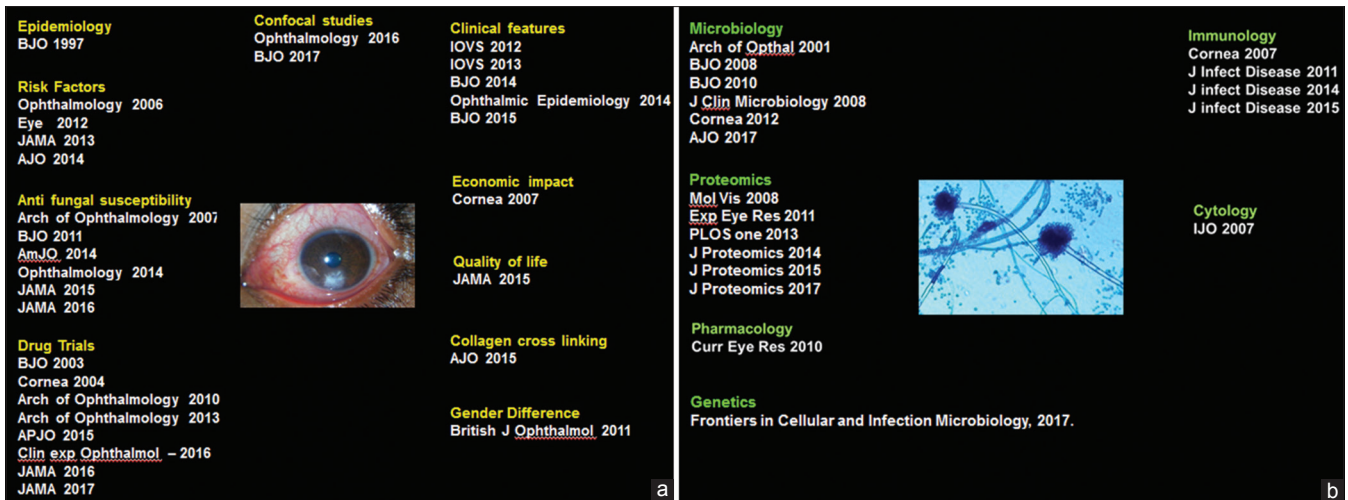 Epidemiology
BJO 1997
Risk Factors
Ophthalmology 2006
Eye 2012
JAMA 2013
AJO 2014
Anti fungal susceptibility
Arch of Ophthalmology 2007
BJO 2011
AmJO 2014
Ophthalmology 2014
JAMA 2015
JAMA 2016
Drug Trials
BJO 2003
Cornea 2004
Arch of Ophthalmology 2010
Arch of Ophthalmology 2013
APJO 2015
Clin exp Ophthalmol – 2016
JAMA 2016
JAMA 2017
Confocal studies
Ophthalmology 2016
BJO 2017
Clinical features
IOVS 2012
IOVS 2013
BJO 2014
Ophthalmic Epidemiology 2014
BJO 2015
Economic impact
Cornea 2007
Quality of life
JAMA 2015
Collagen cross linking
AJO 2015
Gender Difference
British J Ophthalmol 2011
a
Microbiology
Arch of Opthal 2001
BJO 2008
BJO 2010
J Clin Microbiology 2008
Cornea 2012
AJO 2017
Proteomics
Mol Vis 2008
Exp Eye Res 2011
PLOS one 2013
J Proteomics 2014
J Proteomics 2015
J Proteomics 2017
Pharmacology
Curr Eye Res 2010
Genetics
Frontiers in Cellular and Infection Microbiology, 2017.
Immunology
Cornea 2007
J Infect Disease 2011
J infect Disease 2014
J infect Disease 2015
Cytology
IJO 2007
b